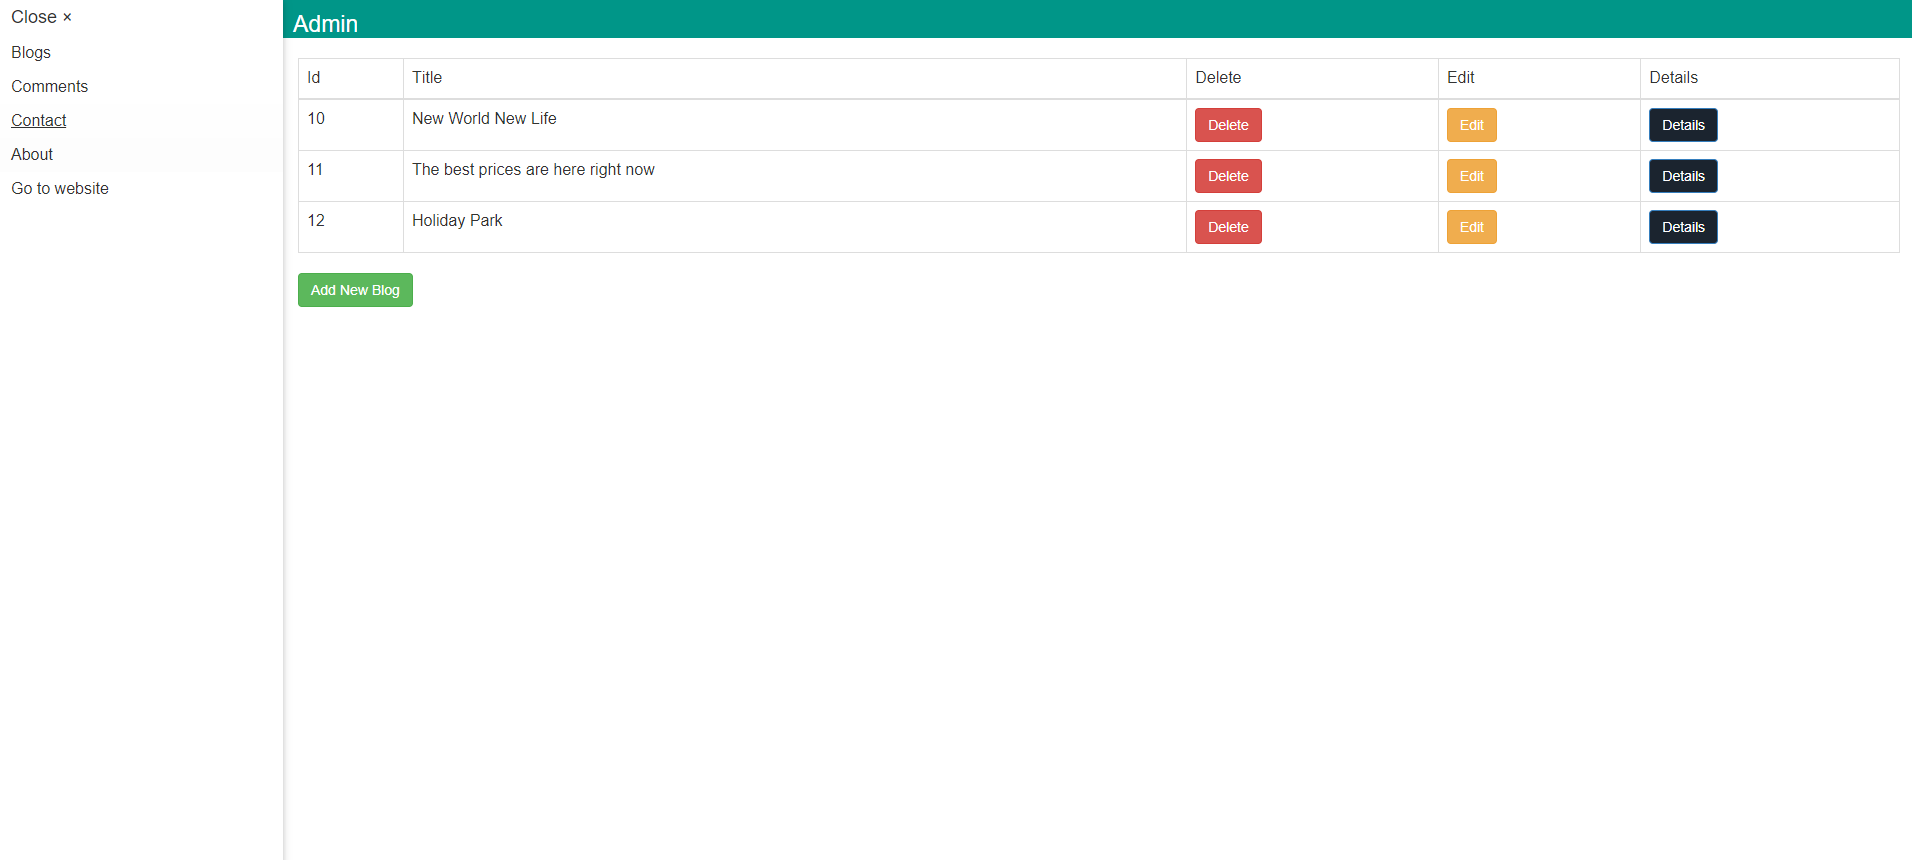 Close ×
Blogs
Comments
Contact
About
Go to website
Admin
Id Title Delete Edit Details
10 New World New Life Delete Edit Details
11 The best prices are here right now Delete Edit Details
12 Holiday Park Delete Edit Details
Add New Blog